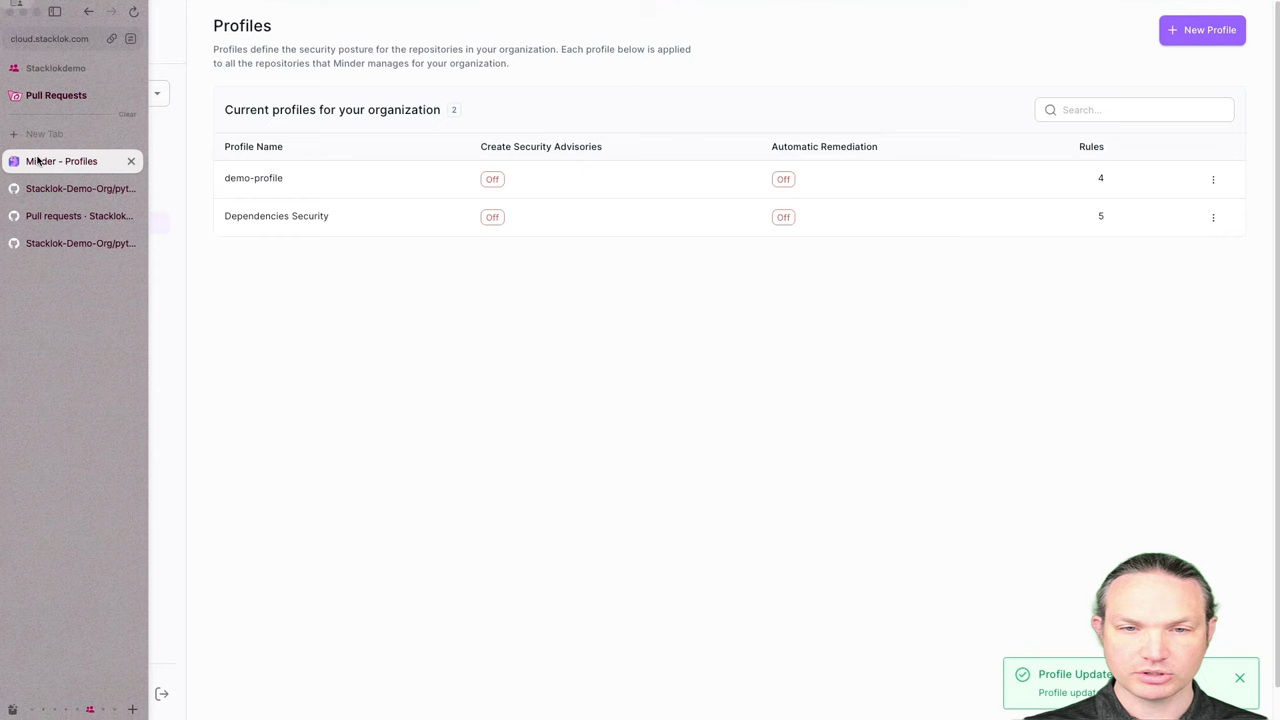 cloud.stacklok.com
Stacklokdemo
Pull Requests
Clear
New Tab
Minder - Profiles
Stacklok-Demo-Org/pyt...
Pull requests · Stacklok...
Stacklok-Demo-Org/pyt...
Profiles
Profiles define the security posture for the repositories in your organization. Each profile below is applied
to all the repositories that Minder manages for your organization.
New Profile
Current profiles for your organization 2
Search...
Profile Name Create Security Advisories Automatic Remediation Rules
demo-profile Off Off 4
Dependencies Security Off Off 5
Profile Update
Profile updat